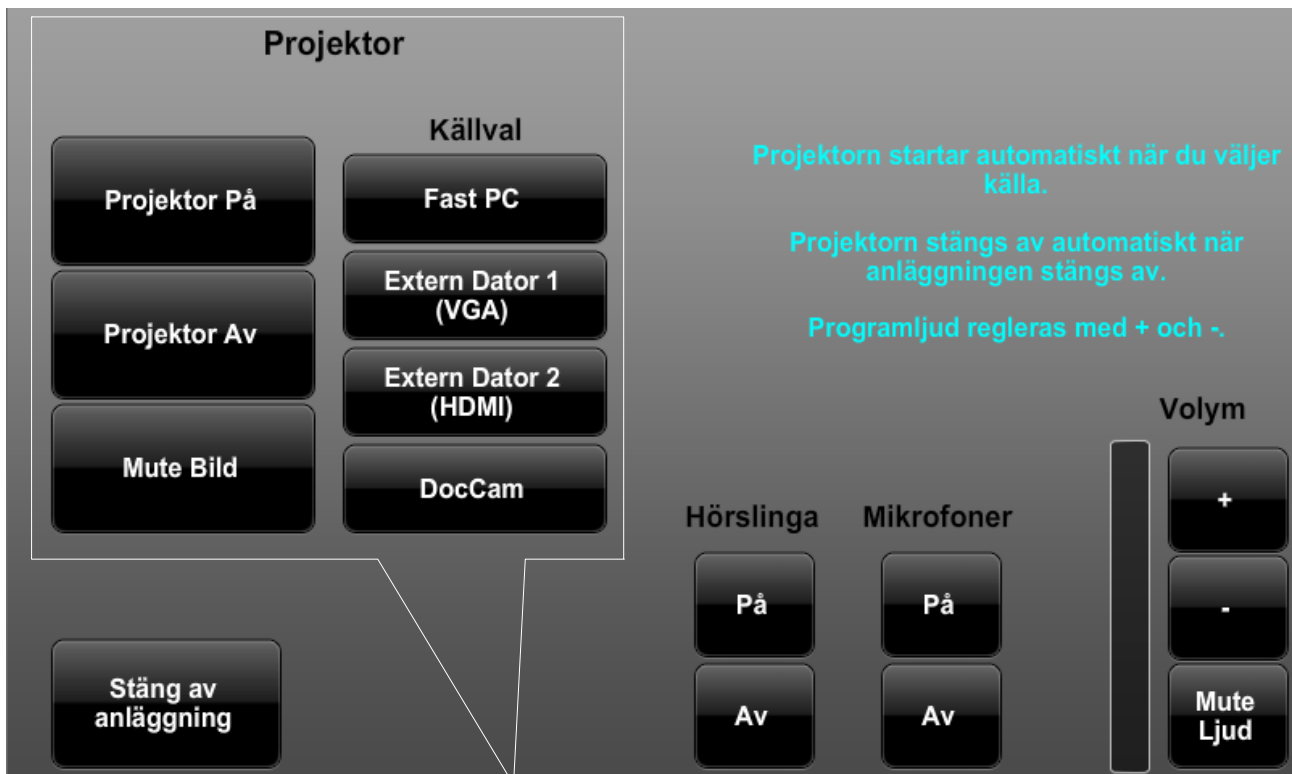 Projektor
Projektor På
Projektor Av
Mute Bild
Källval
Fast PC
Extern Dator 1
(VGA)
Extern Dator 2
(HDMI)
DocCam
Projektorn startar automatiskt när du väljer
källa.
Projektorn stängs av automatiskt när
anläggningen stängs av.
Programljud regleras med + och -.
Stäng av
anläggning
Hörslinga
På
Av
Mikrofoner
På
Av
Volym
+
-
Mute
Ljud